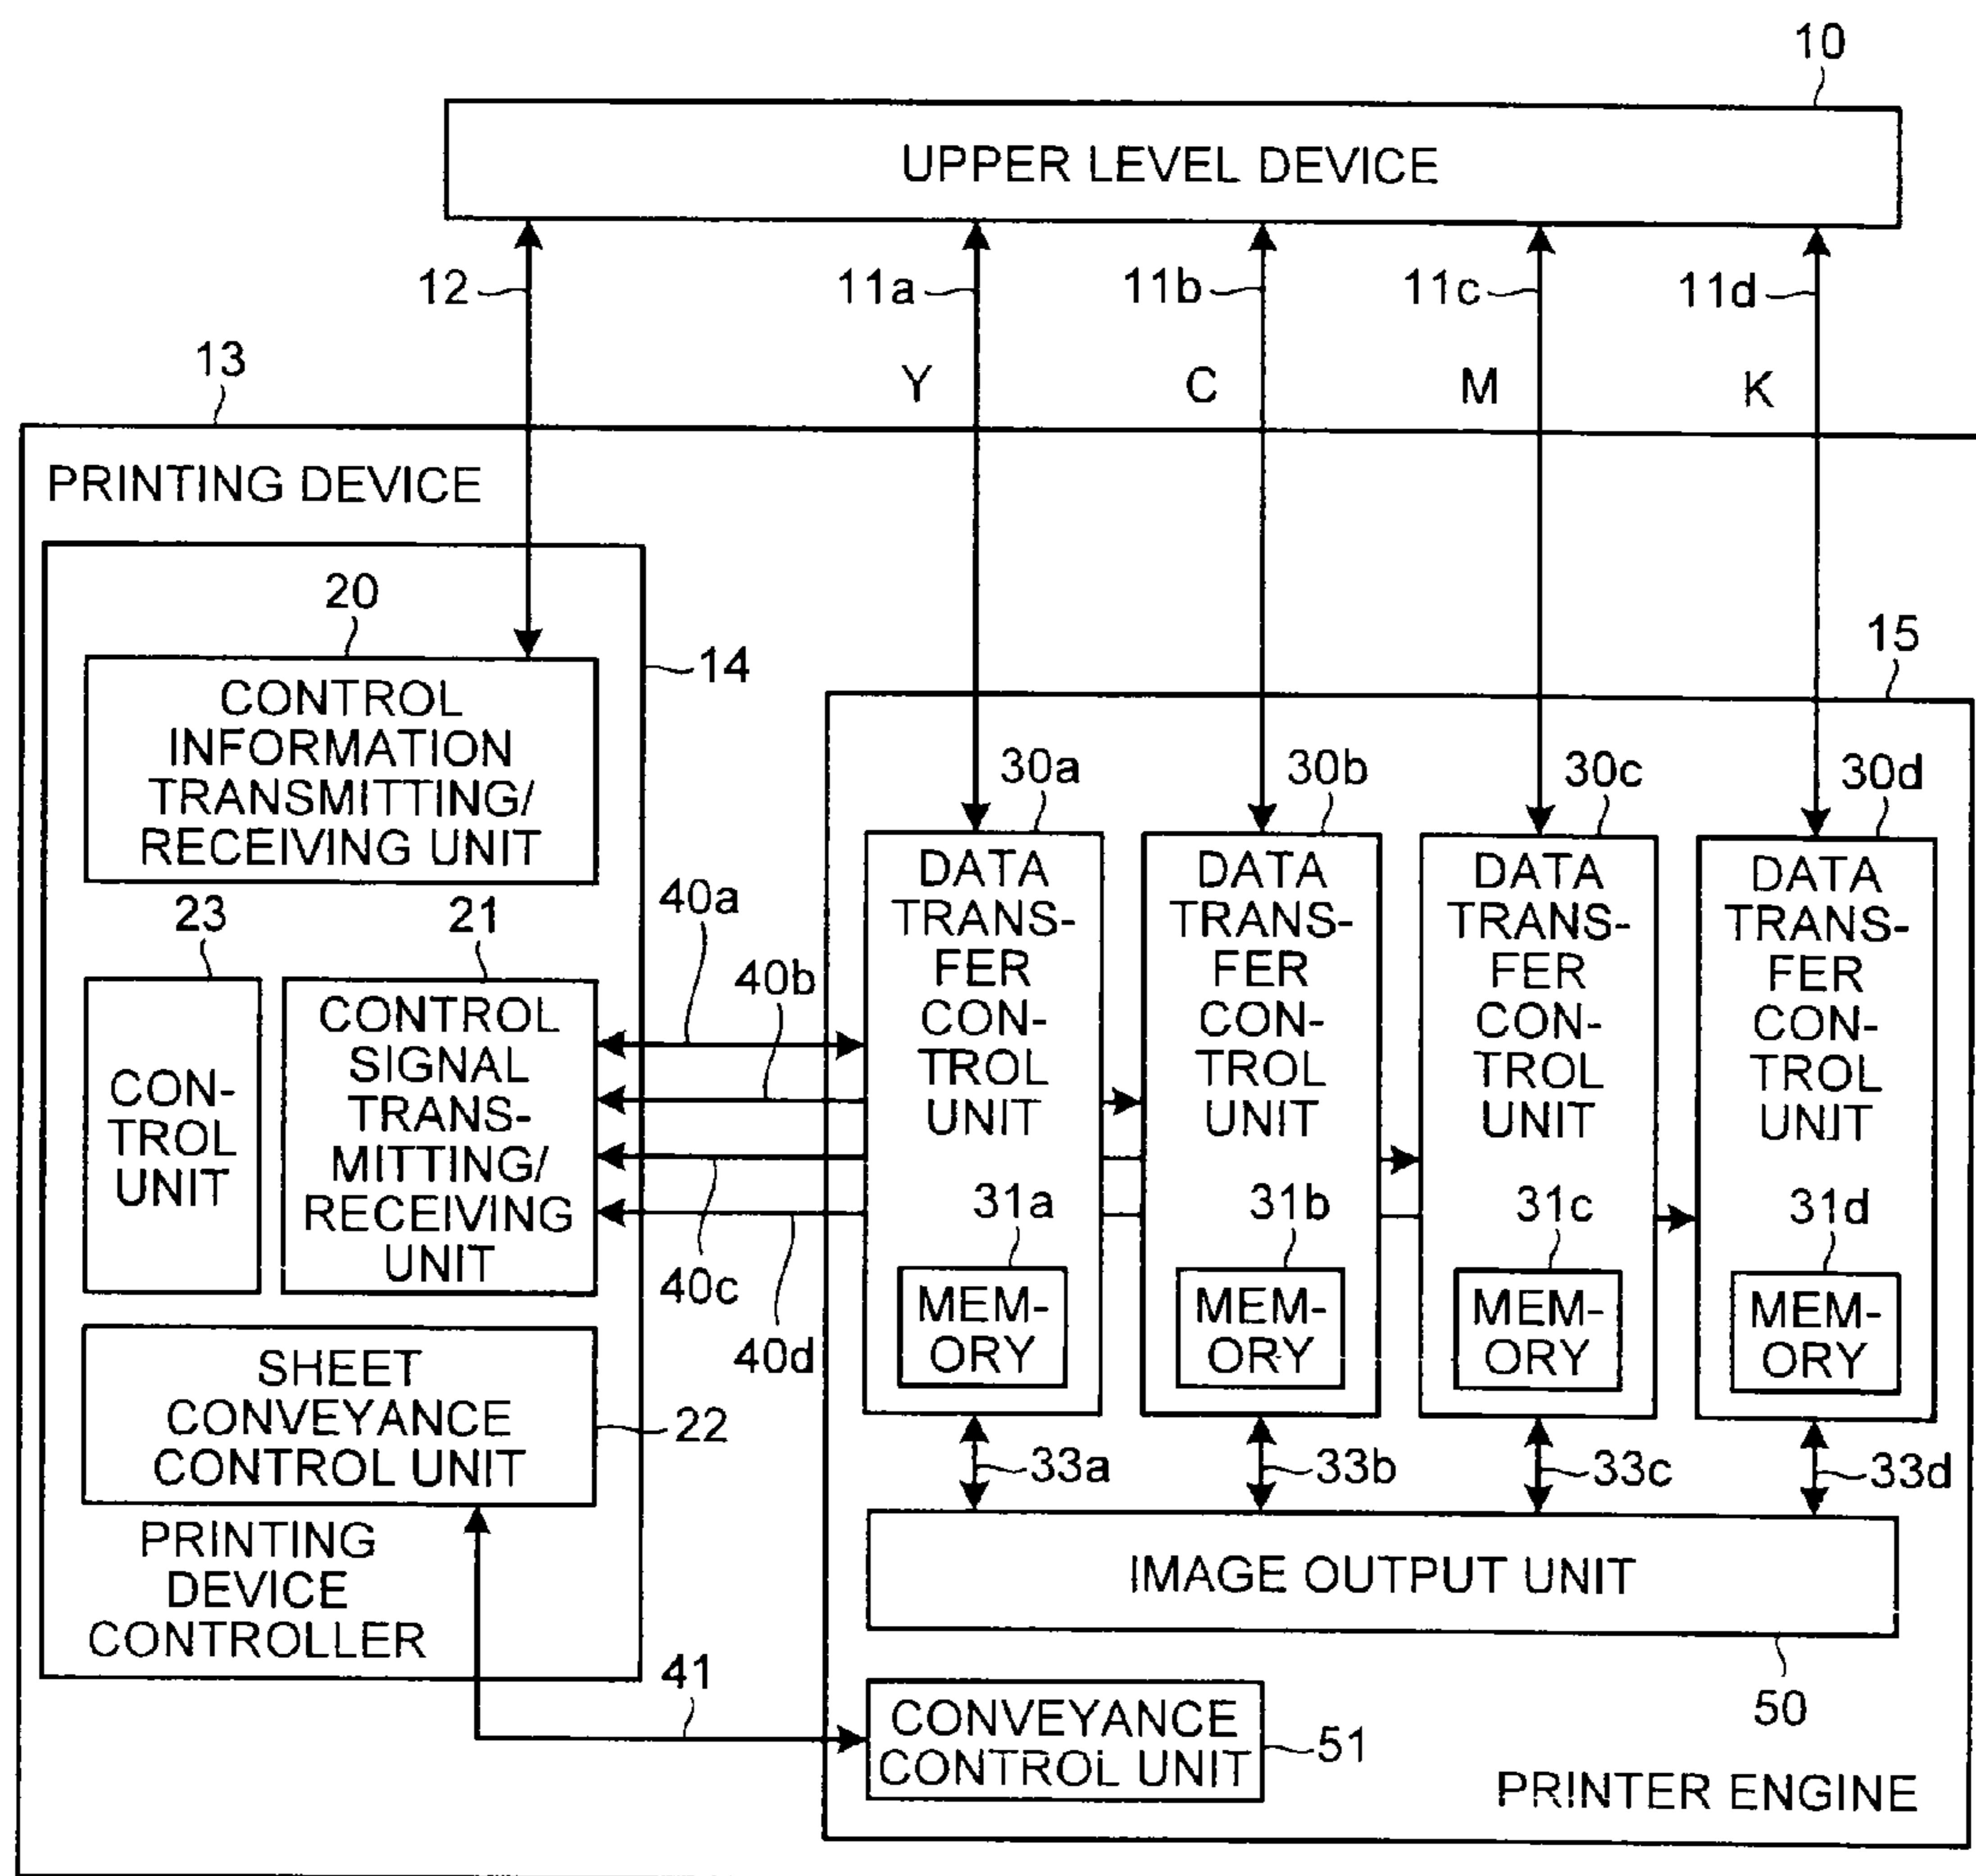 10
UPPER LEVEL DEVICE
12
11a
11b
11c
11d
13
Y
C
M
K
PRINTING DEVICE
20
14
15
CONTROL
INFORMATION
TRANSMITTING/
RECEIVING UNIT
30a
30b
30c
30d
23
21
40a
40b
CON-
TROL
UNIT
CONTROL
SIGNAL
TRANS-
MITTING/
RECEIVING
UNIT
DATA
TRANS-
FER
CON-
TROL
UNIT
DATA
TRANS-
FER
CON-
TROL
UNIT
DATA
TRANS-
FER
CON-
TROL
UNIT
DATA
TRANS-
FER
CON-
TROL
UNIT
31a
31b
31c
31d
40c
40d
MEM-
ORY
MEM-
ORY
MEM-
ORY
MEM-
ORY
SHEET
CONVEYANCE
CONTROL UNIT
22
33a
33b
33c
33d
PRINTING
DEVICE
CONTROLLER
IMAGE OUTPUT UNIT
41
50
CONVEYANCE
CONTROL UNIT
51
PRINTER ENGINE